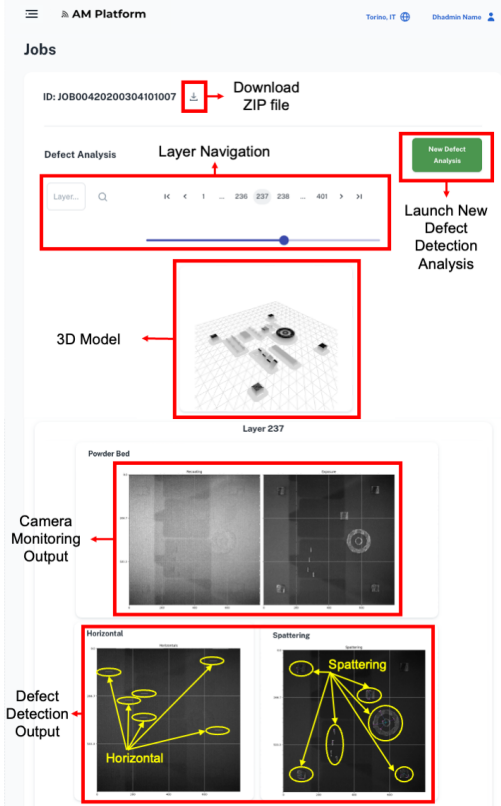 AM Platform
Torino, IT
Dhadmin Name
Jobs
ID: JOB00420200304101007
Download
ZIP file
Defect Analysis
Layer Navigation
New Defect
Analysis
Layer...
1 ... 236 237 238 ... 401
Launch New
Defect
Detection
Analysis
3D Model
Layer 237
Powder Bed
Recoating
Exposure
Camera
Monitoring
Output
Horizontal
Spattering
Horizontal
Spattering
Spattering
Defect
Detection
Output
Horizontal